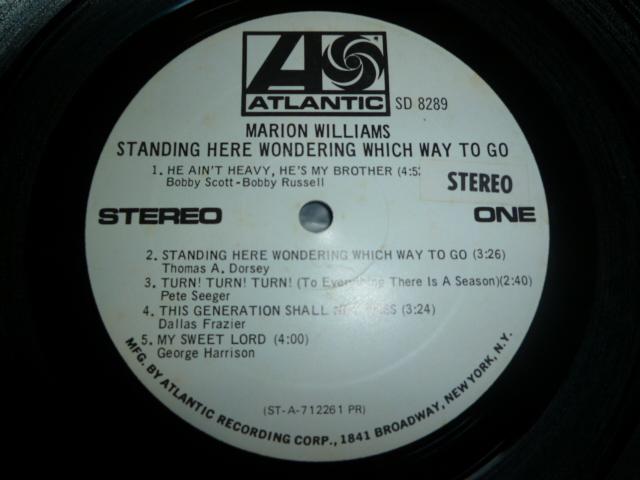 ATLANTIC SD 8289
MARION WILLIAMS
STANDING HERE WONDERING WHICH WAY TO GO
1. HE AIN'T HEAVY, HE'S MY BROTHER
Bobby Scott-Bobby Russell
STEREO
STEREO ONE
2. STANDING HERE WONDERING WHICH WAY TO GO (3:26)
Thomas A. Dorsey
3. TURN! TURN! TURN! (To Everything There Is A Season)(2:40)
Pete Seeger
4. THIS GENERATION SHALL (3:24)
Dallas Frazier
5. MY SWEET LORD (4:00)
George Harrison
(ST-A-712261 PR)
MFG. BY ATLANTIC RECORDING CORP., 1841 BROADWAY, NEW YORK, N.Y.